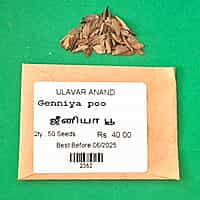 ULAVAR ANAND
Genniya poo
ஜீனியா பூ
Qty : 50 Seeds Rs 40.00
Best Before 06/2025
2352